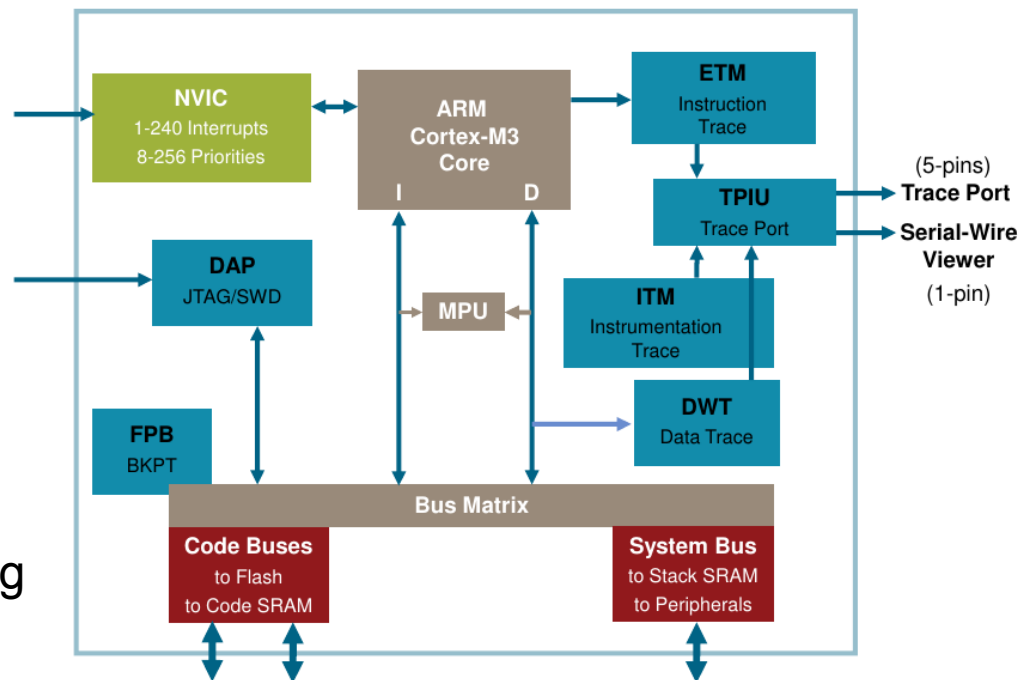 NVIC
1-240 Interrupts
8-256 Priorities
ARM
Cortex-M3
Core
I D
ETM
Instruction
Trace
TPIU
Trace Port
(5-pins)
Trace Port
Serial-Wire
Viewer
(1-pin)
DAP
JTAG/SWD
MPU
ITM
Instrumentation
Trace
DWT
Data Trace
FPB
BKPT
Bus Matrix
Code Buses
to Flash
to Code SRAM
System Bus
to Stack SRAM
to Peripherals
g